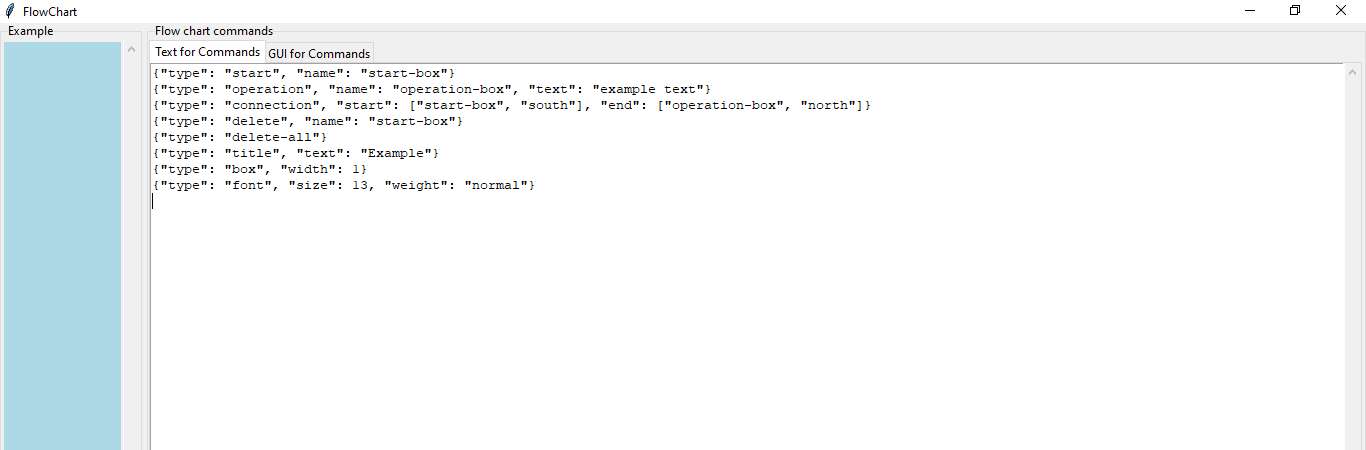 FlowChart
Example
Flow chart commands
Text for Commands
GUI for Commands
{"type": "start", "name": "start-box"}
{"type": "operation", "name": "operation-box", "text": "example text"}
{"type": "connection", "start": ["start-box", "south"], "end": ["operation-box", "north"]}
{"type": "delete", "name": "start-box"}
{"type": "delete-all"}
{"type": "title", "text": "Example"}
{"type": "box", "width": 1}
{"type": "font", "size": 13, "weight": "normal"}